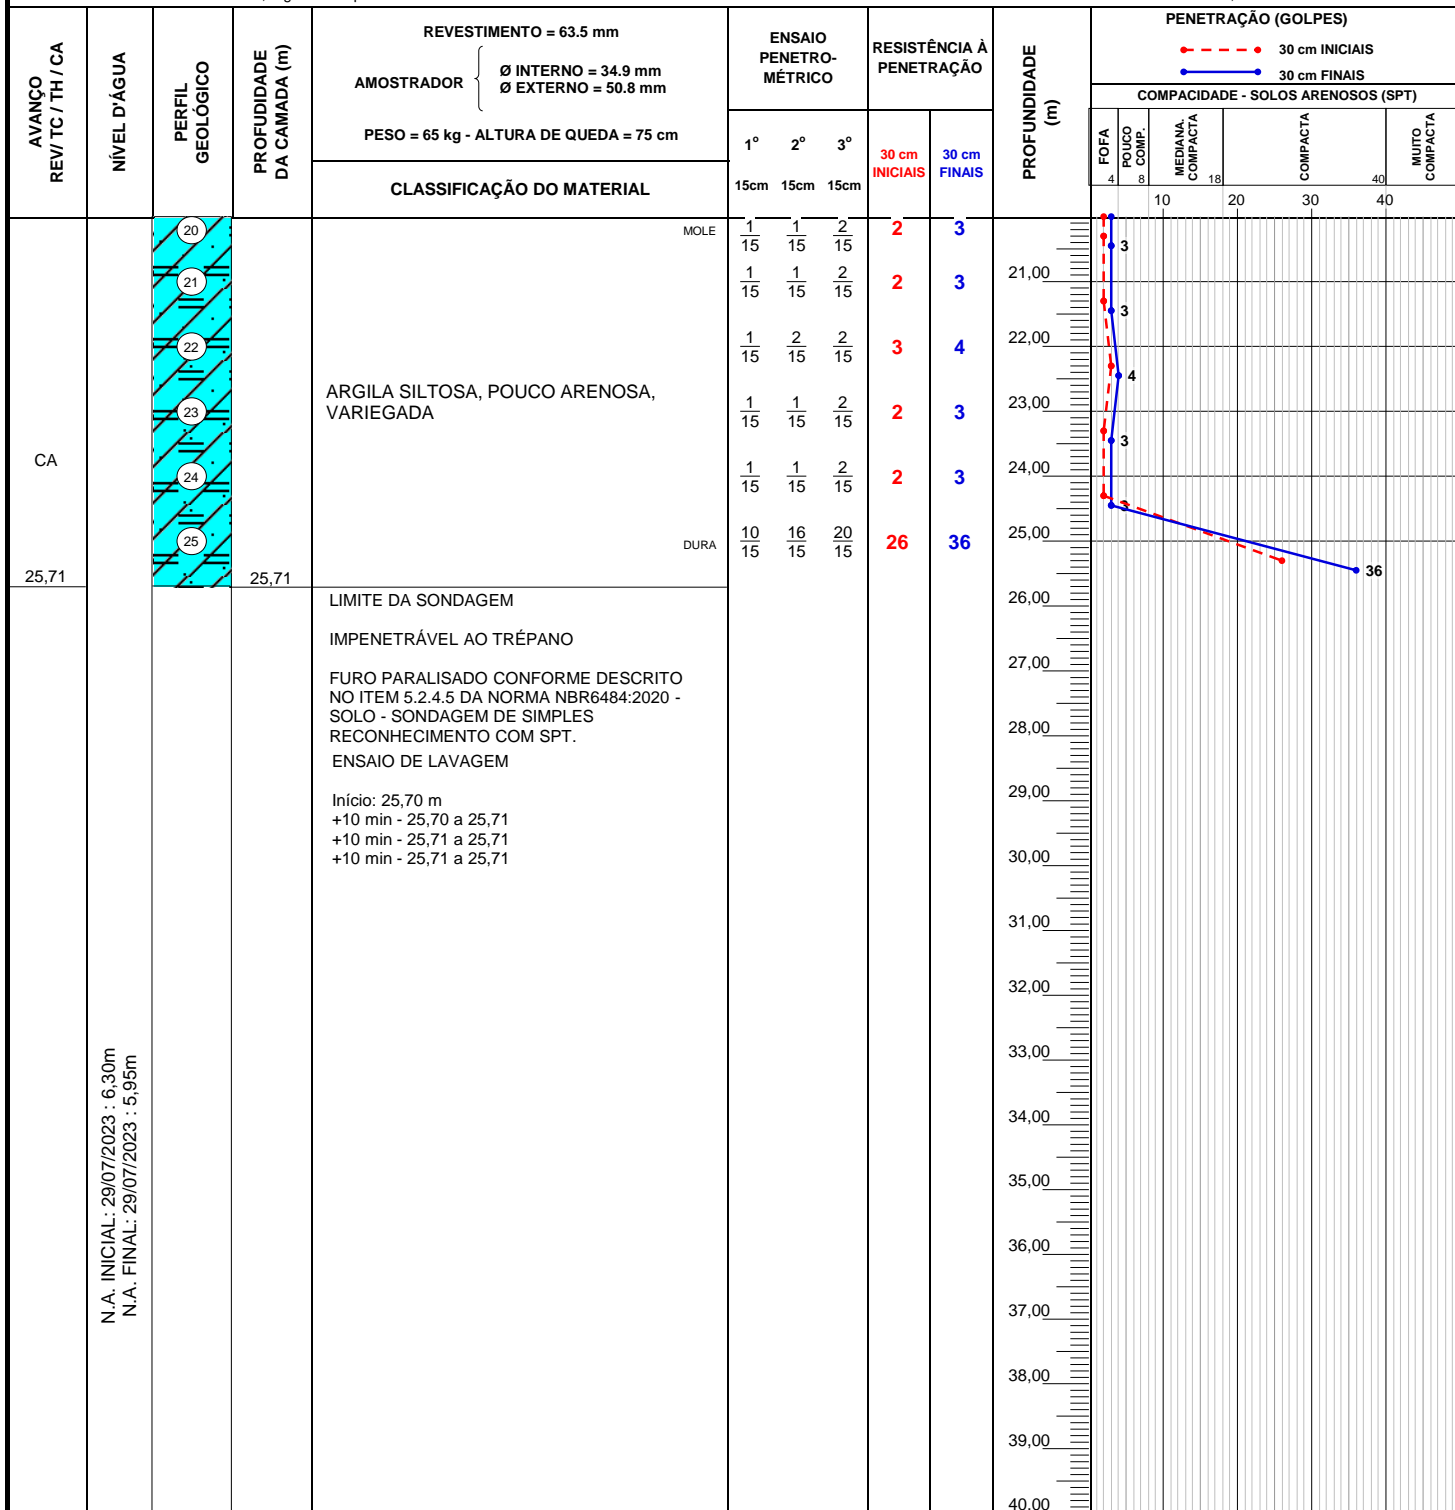 AVANÇO
REV/ TC / TH / CA
NÍVEL D'ÁGUA
PERFIL
GEOLÓGICO
PROFUDIDADE
DA CAMADA (m)
REVESTIMENTO = 63.5 mm
AMOSTRADOR
Ø INTERNO = 34.9 mm
Ø EXTERNO = 50.8 mm
PESO = 65 kg - ALTURA DE QUEDA = 75 cm
CLASSIFICAÇÃO DO MATERIAL
ENSAIO
PENETRO-
MÉTRICO
1º 2º 3º
15cm 15cm 15cm
RESISTÊNCIA À
PENETRAÇÃO
30 cm
INICIAIS
30 cm
FINAIS
PROFUNDIDADE
(m)
PENETRAÇÃO (GOLPES)
30 cm INICIAIS
30 cm FINAIS
COMPACIDADE - SOLOS ARENOSOS (SPT)
FOFA
POUCO
COMP.
MEDIANA.
COMPACTA
COMPACTA
MUITO
COMPACTA
4 8 18 40
10 20 30 40
20 MOLE 1/15 1/15 2/15 2 3 3
21 1/15 1/15 2/15 2 3 21,00 3
22 1/15 2/15 2/15 3 4 22,00 4
ARGILA SILTOSA, POUCO ARENOSA,
VARIEGADA
23 1/15 1/15 2/15 2 3 23,00 3
CA
24 1/15 1/15 2/15 2 3 24,00 3
25 DURA 10/15 16/15 20/15 26 36 25,00 36
25,71 25,71
LIMITE DA SONDAGEM
IMPENETRÁVEL AO TRÉPANO
FURO PARALISADO CONFORME DESCRITO
NO ITEM 5.2.4.5 DA NORMA NBR6484:2020 -
SOLO - SONDAGEM DE SIMPLES
RECONHECIMENTO COM SPT.
ENSAIO DE LAVAGEM
Início: 25,70 m
+10 min - 25,70 a 25,71
+10 min - 25,71 a 25,71
+10 min - 25,71 a 25,71
26,00
27,00
28,00
29,00
30,00
31,00
32,00
33,00
34,00
35,00
36,00
37,00
38,00
39,00
40,00
N.A. INICIAL: 29/07/2023 : 6,30m
N.A. FINAL: 29/07/2023 : 5,95m